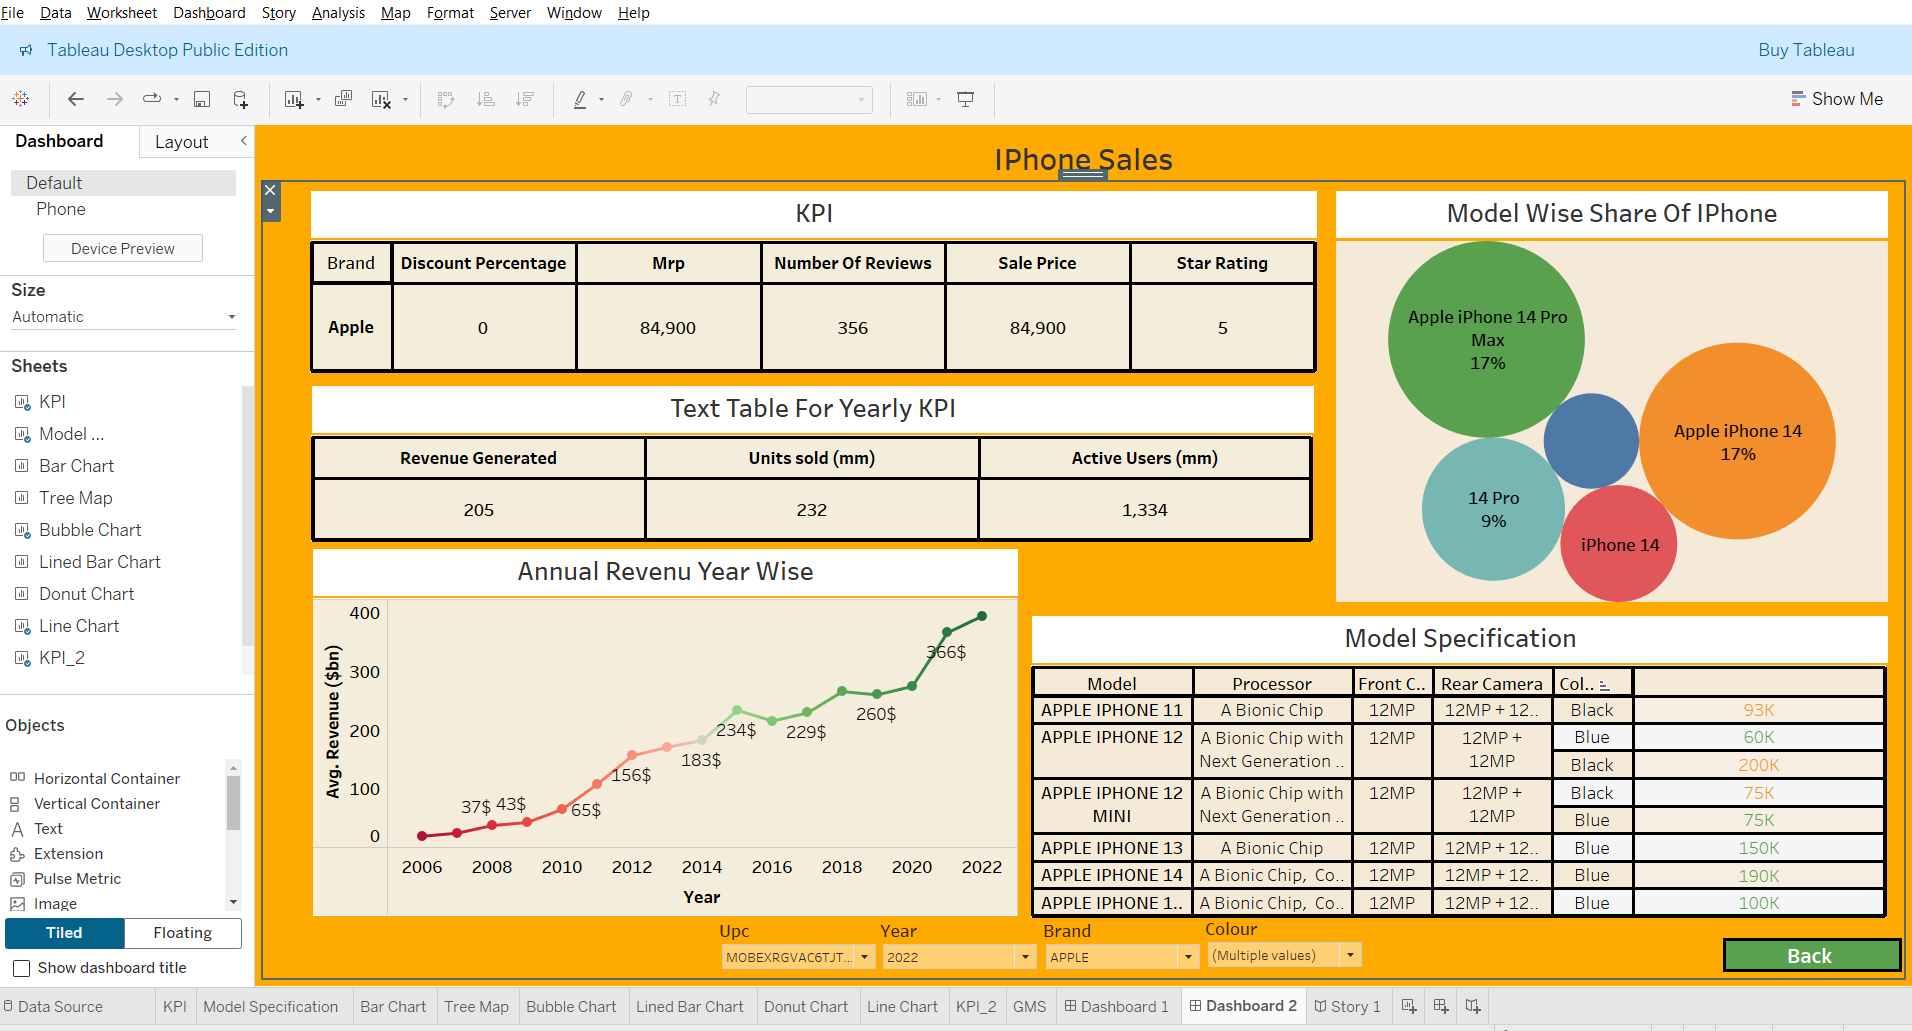 File Data Worksheet Dashboard Story Analysis Map Format Server Window Help
Tableau Desktop Public Edition Buy Tableau
Show Me
Dashboard Layout
Default
Phone
Device Preview
Size
Automatic
Sheets
KPI
Model ...
Bar Chart
Tree Map
Bubble Chart
Lined Bar Chart
Donut Chart
Line Chart
KPI_2
Objects
Horizontal Container
Vertical Container
Text
Extension
Pulse Metric
Image
Tiled Floating
Show dashboard title
IPhone Sales
KPI
Brand Discount Percentage Mrp Number Of Reviews Sale Price Star Rating
Apple 0 84,900 356 84,900 5
Text Table For Yearly KPI
Revenue Generated Units sold (mm) Active Users (mm)
205 232 1,334
Annual Revenu Year Wise
Avg. Revenue ($bn)
400
300
200
100
0
37$ 43$ 65$ 156$ 183$ 234$ 229$ 260$ 366$
2006 2008 2010 2012 2014 2016 2018 2020 2022
Year
Model Wise Share Of IPhone
Apple iPhone 14 Pro
Max
17%
Apple iPhone 14
17%
14 Pro
9%
iPhone 14
Model Specification
Model Processor Front C.. Rear Camera Col..
APPLE IPHONE 11 A Bionic Chip 12MP 12MP + 12.. Black 93K
APPLE IPHONE 12 A Bionic Chip with 12MP 12MP + Blue 60K
Next Generation .. 12MP Black 200K
APPLE IPHONE 12 A Bionic Chip with 12MP 12MP + Black 75K
MINI Next Generation .. 12MP Blue 75K
APPLE IPHONE 13 A Bionic Chip 12MP 12MP + 12.. Blue 150K
APPLE IPHONE 14 A Bionic Chip, Co.. 12MP 12MP + 12.. Blue 190K
APPLE IPHONE 1.. A Bionic Chip, Co.. 12MP 12MP + 12.. Blue 100K
Upc Year Brand Colour
MOBEXRGVAC6TJT... 2022 APPLE (Multiple values)
Back
Data Source KPI Model Specification Bar Chart Tree Map Bubble Chart Lined Bar Chart Donut Chart Line Chart KPI_2 GMS Dashboard 1 Dashboard 2 Story 1